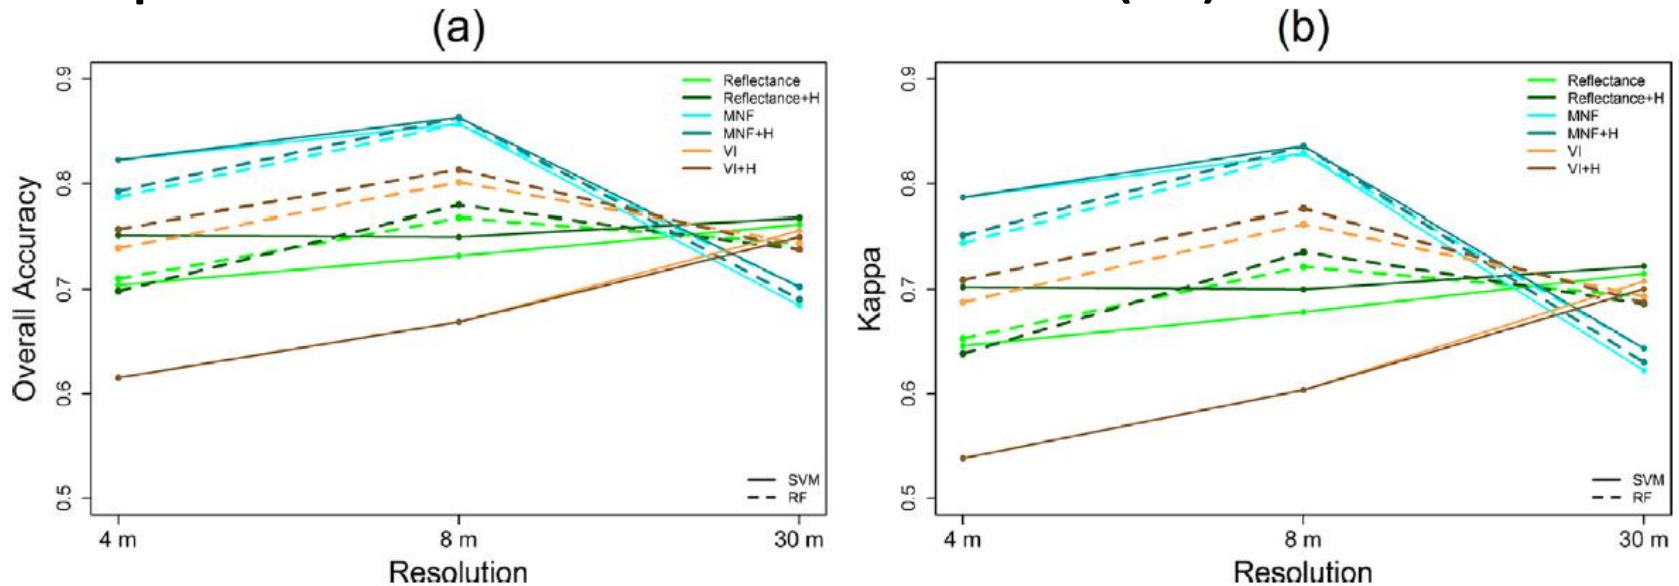 (a)
Overall Accuracy
0.9
0.8
0.7
0.6
0.5
Reflectance
Reflectance+H
MNF
MNF+H
VI
VI+H
SVM
RF
4 m
8 m
30 m
Resolution
(b)
Kappa
0.9
0.8
0.7
0.6
0.5
Reflectance
Reflectance+H
MNF
MNF+H
VI
VI+H
SVM
RF
4 m
8 m
30 m
Resolution